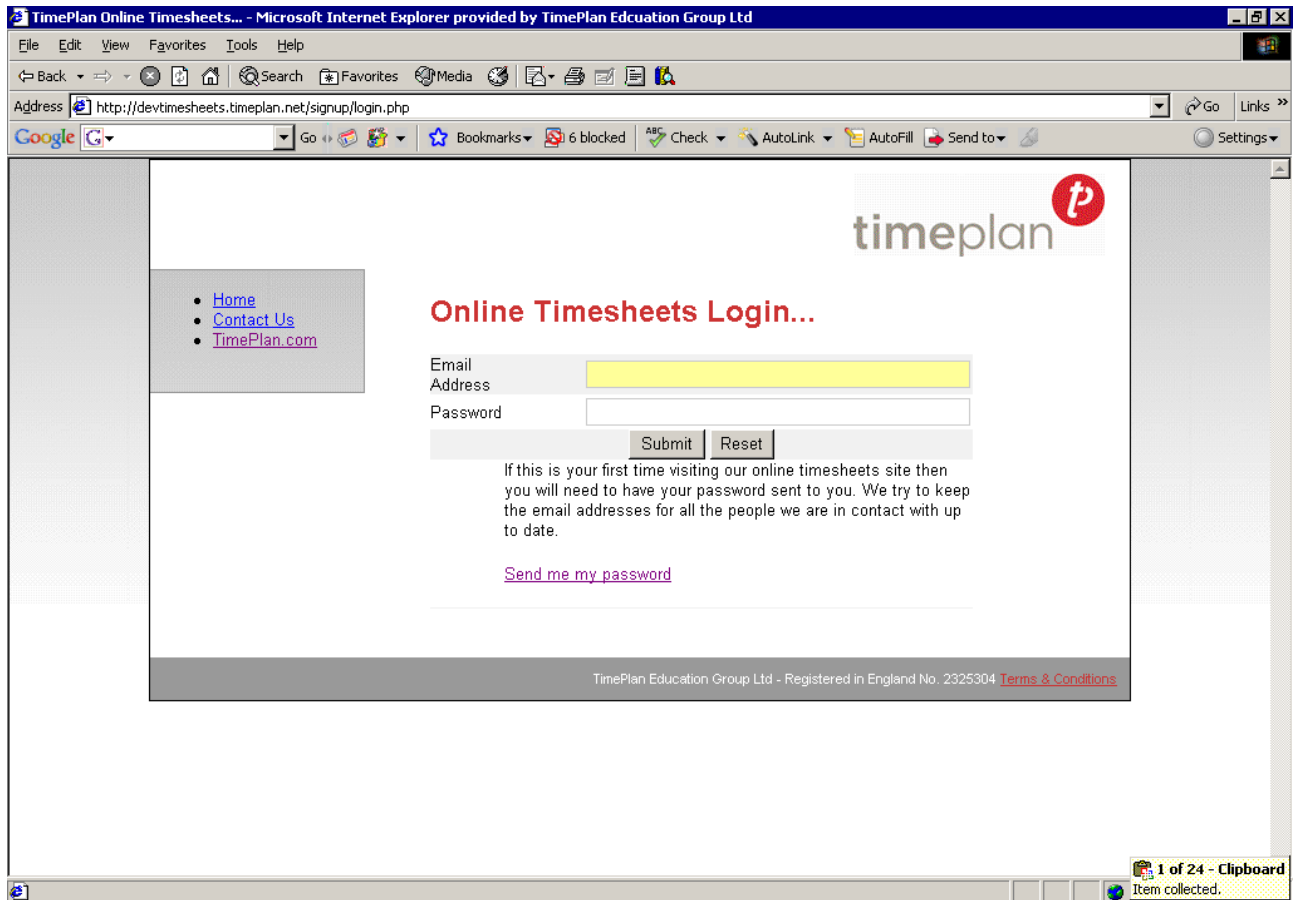 TimePlan Online Timesheets... - Microsoft Internet Explorer provided by TimePlan Edcuation Group Ltd
File Edit View Favorites Tools Help
Back Search Favorites Media
Address http://devtimesheets.timeplan.net/signup/login.php Go Links »
Google G Go Bookmarks 6 blocked ABC Check AutoLink AutoFill Send to Settings
timeplan tp
Home
Contact Us
TimePlan.com
Online Timesheets Login...
Email
Address
Password
Submit Reset
If this is your first time visiting our online timesheets site then
you will need to have your password sent to you. We try to keep
the email addresses for all the people we are in contact with up
to date.
Send me my password
TimePlan Education Group Ltd - Registered in England No. 2325304 Terms & Conditions
1 of 24 - Clipboard
Item collected.